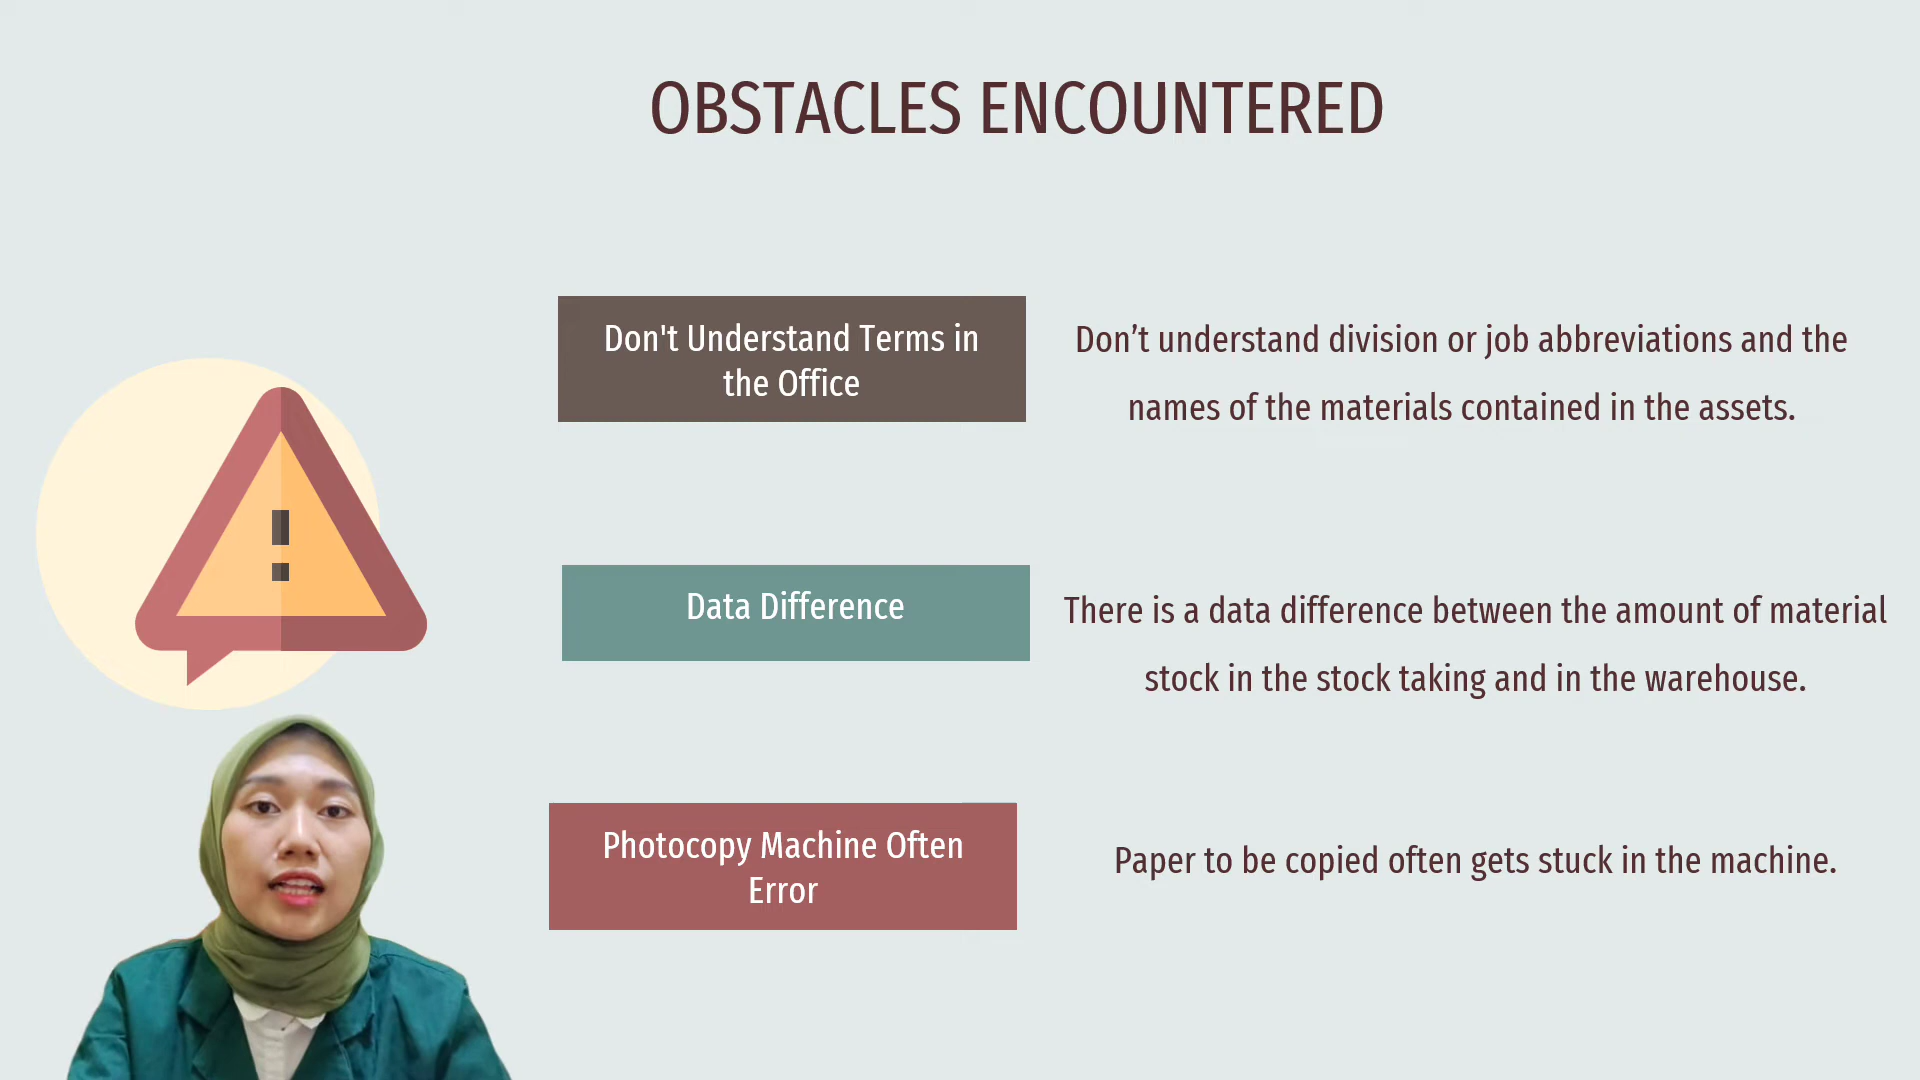 OBSTACLES ENCOUNTERED
Don't Understand Terms in
the Office
Don’t understand division or job abbreviations and the
names of the materials contained in the assets.
Data Difference
There is a data difference between the amount of material
stock in the stock taking and in the warehouse.
Photocopy Machine Often
Error
Paper to be copied often gets stuck in the machine.